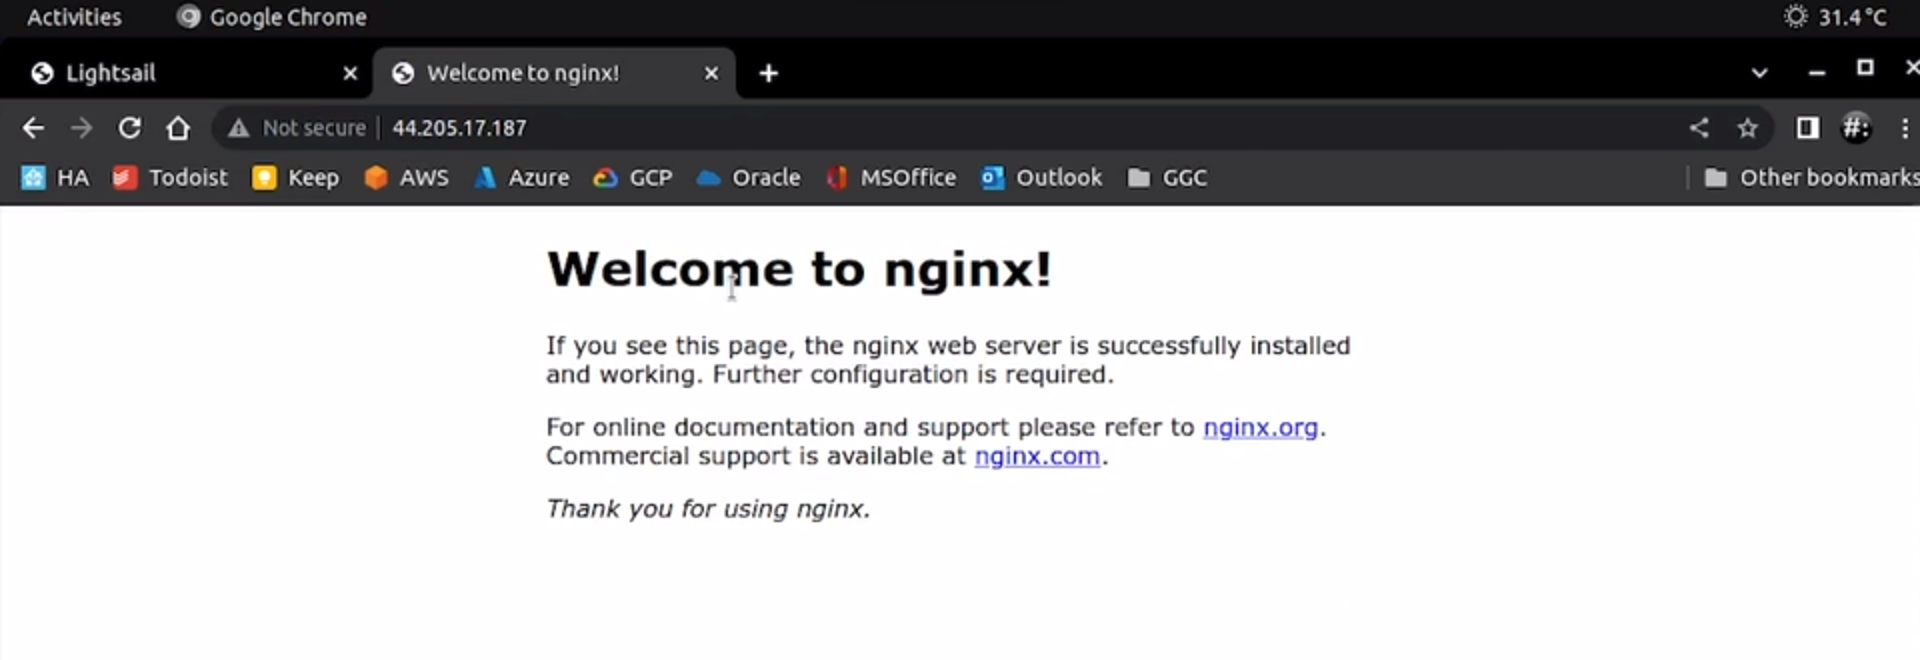 Activities Google Chrome 31.4 °C
Lightsail Welcome to nginx!
Not secure 44.205.17.187 #:
HA Todoist Keep AWS Azure GCP Oracle MSOffice Outlook GGC Other bookmarks
Welcome to nginx!
If you see this page, the nginx web server is successfully installed
and working. Further configuration is required.
For online documentation and support please refer to nginx.org.
Commercial support is available at nginx.com.
Thank you for using nginx.